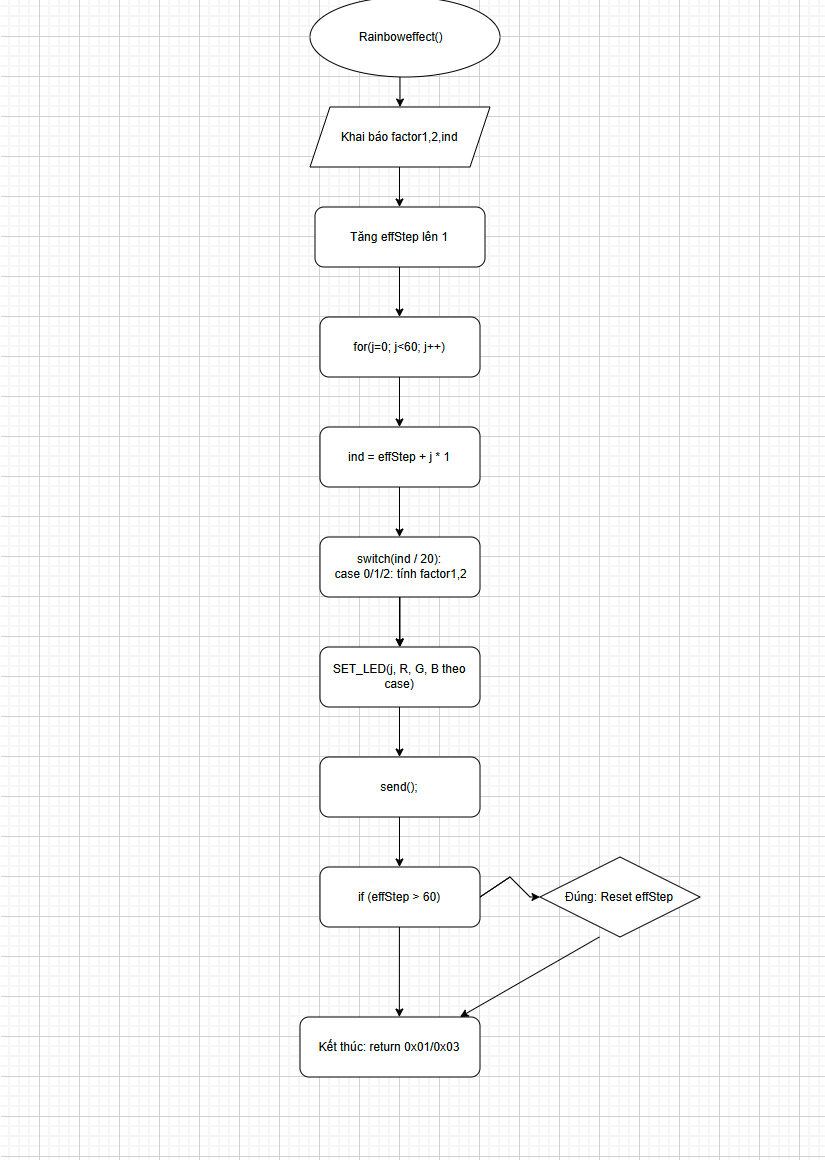 Rainboweffect()
Khai báo factor1,2,ind
Tăng effStep lên 1
for(j=0; j<60; j++)
ind = effStep + j * 1
switch(ind / 20):
case 0/1/2: tính factor1,2
SET_LED(j, R, G, B theo
case)
send();
if (effStep > 60)
Đúng: Reset effStep
Kết thúc: return 0x01/0x03